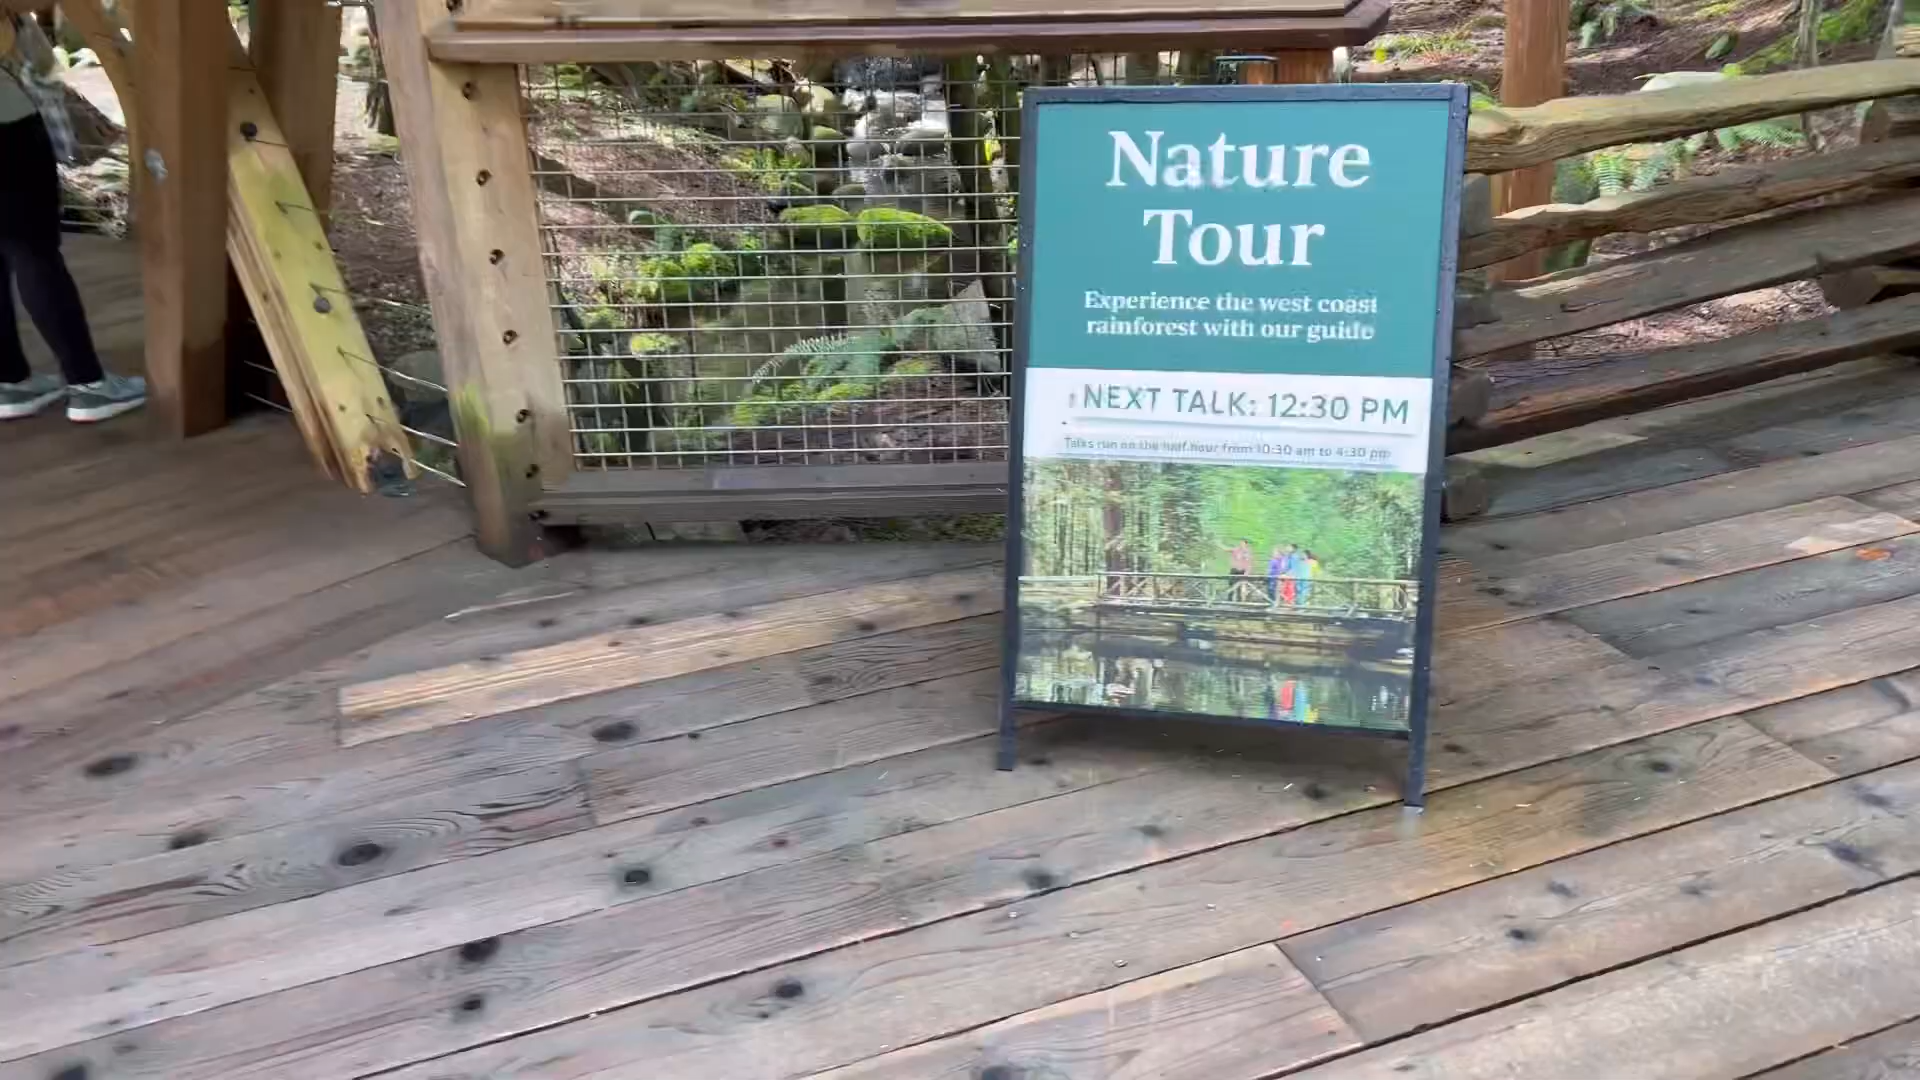 Nature
Tour
Experience the west coast
rainforest with our guide
NEXT TALK: 12:30 PM
Talks run on the half hour from 10:30 am to 4:30 pm